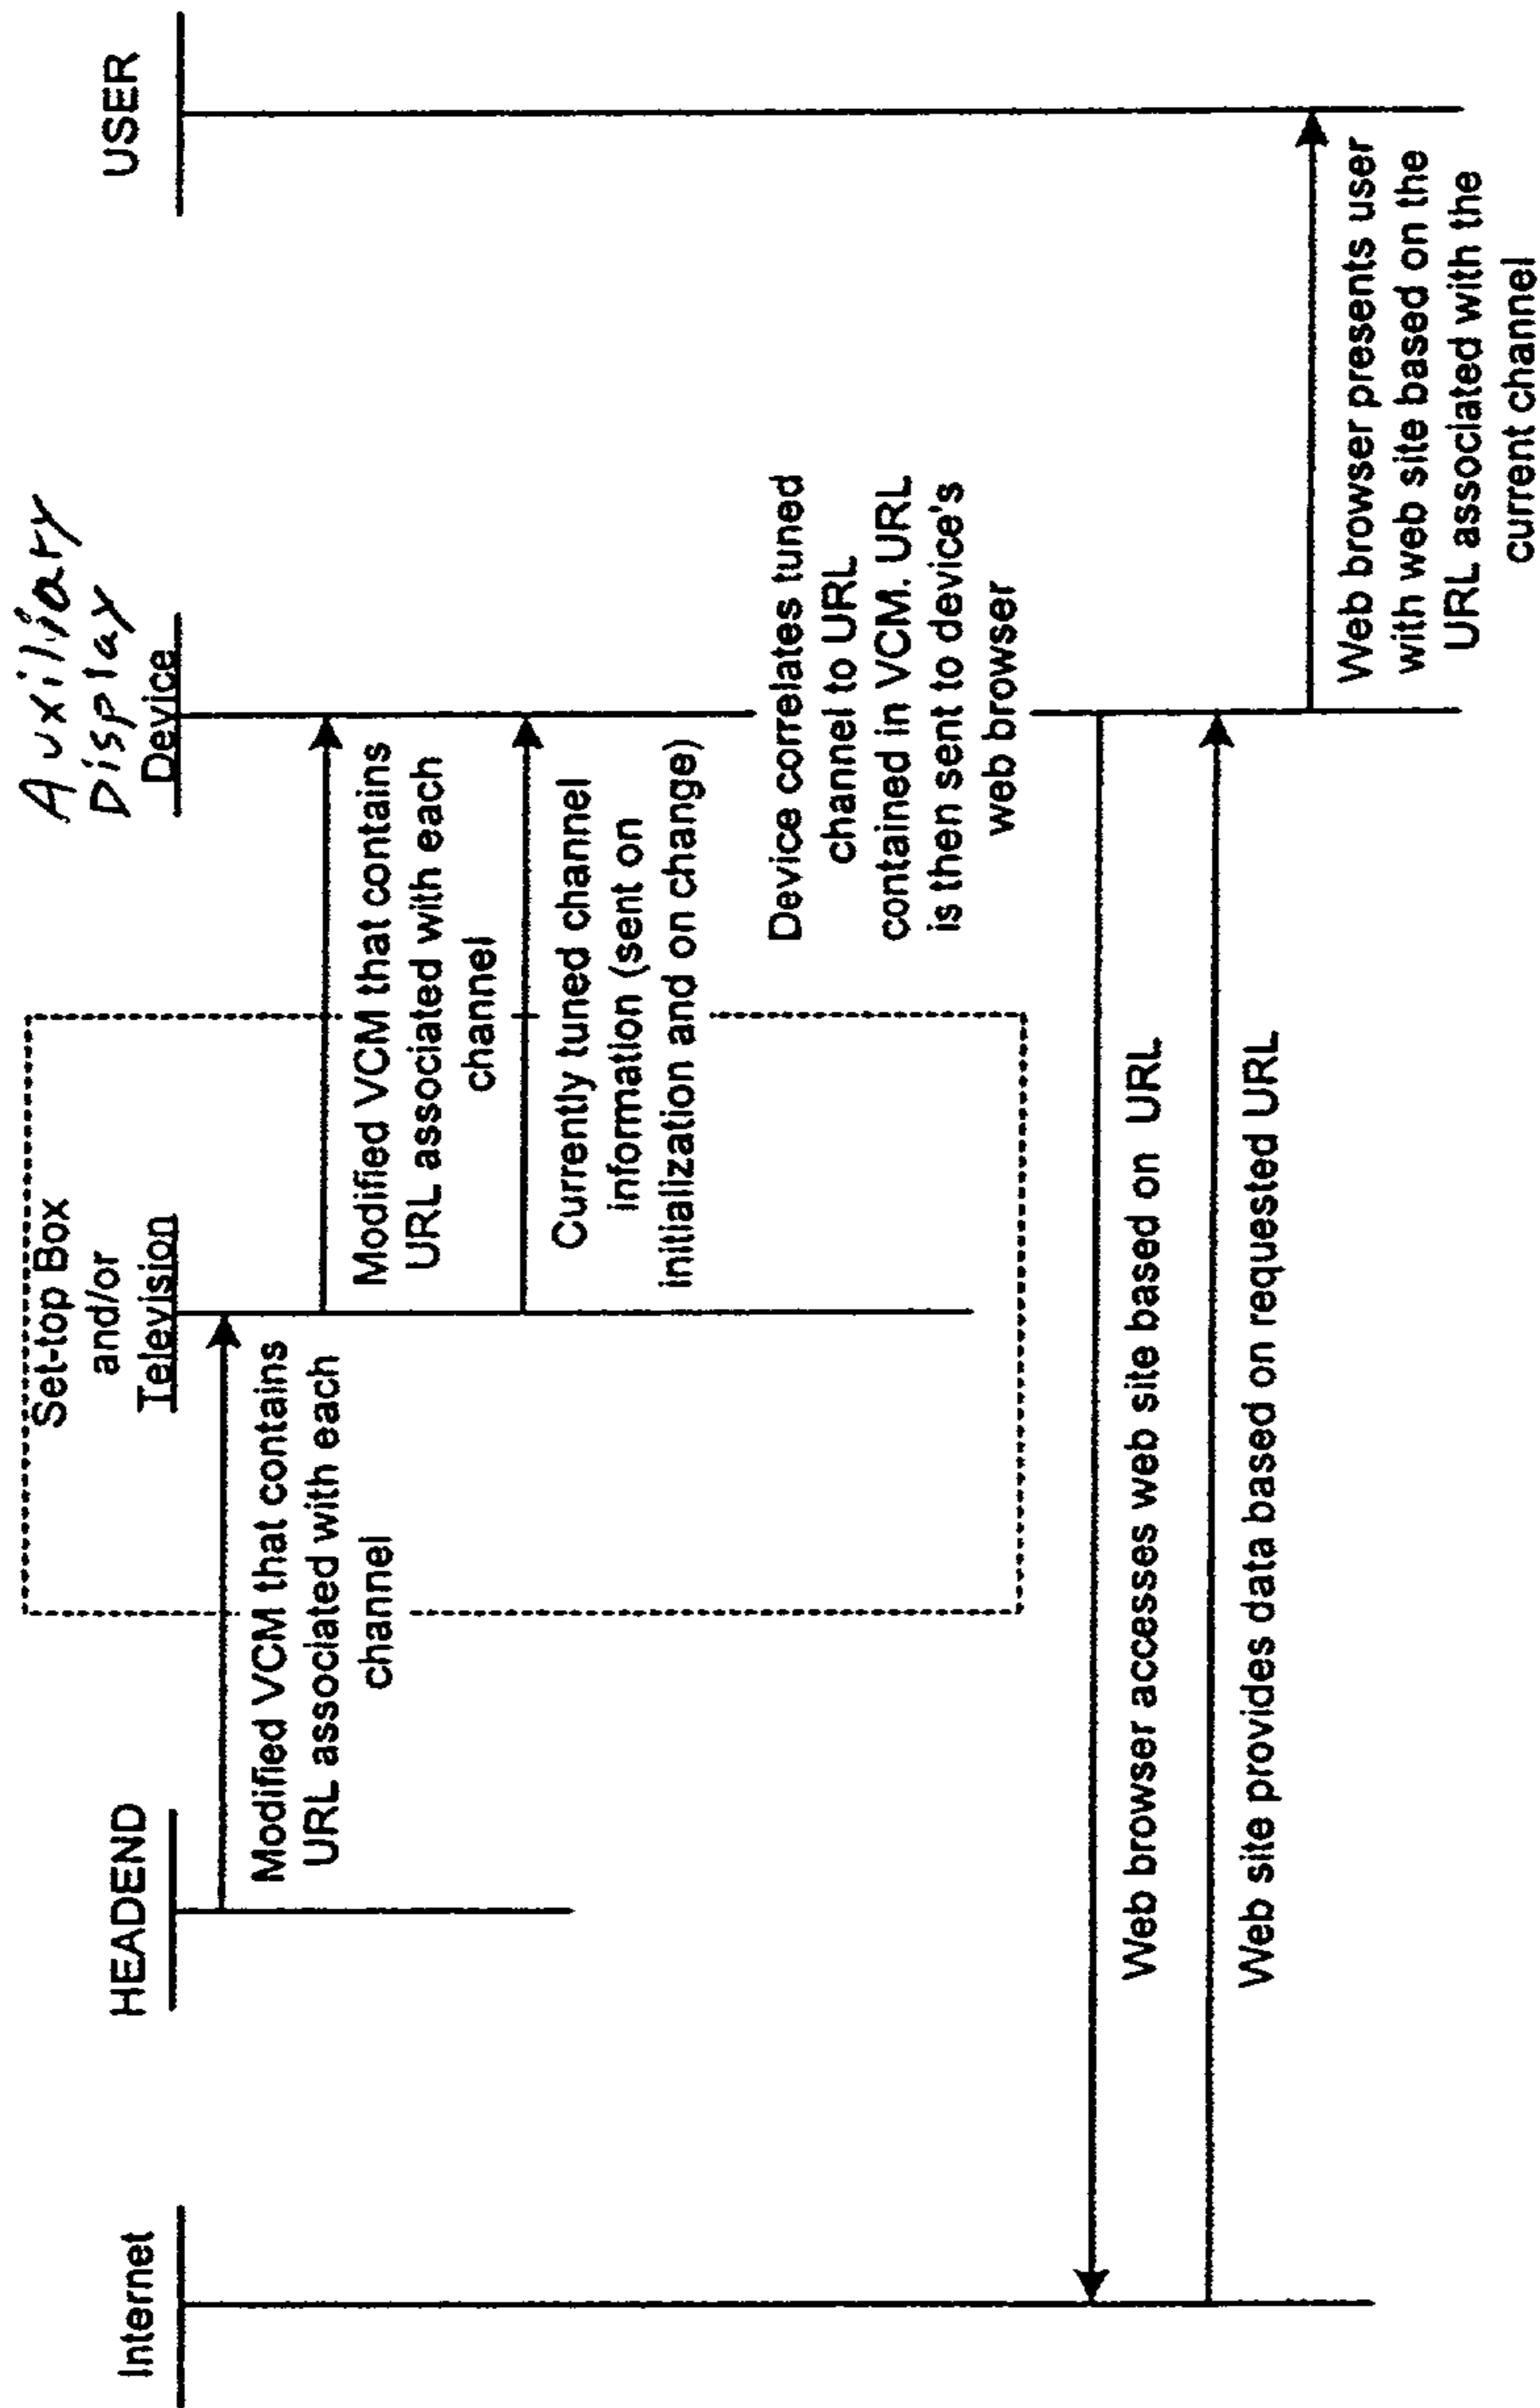 Internet
HEADEND
Set-top Box
and/or
Television
Auxiliary
Display
Device
USER
Modified VCM that contains
URL associated with each
channel
Modified VCM that contains
URL associated with each
channel
Currently tuned channel
information (sent on
initialization and on change)
Device correlates tuned
channel to URL
contained in VCM. URL
is then sent to device's
web browser
Web browser accesses web site based on URL
Web site provides data based on requested URL
Web browser presents user
with web site based on the
URL associated with the
current channel